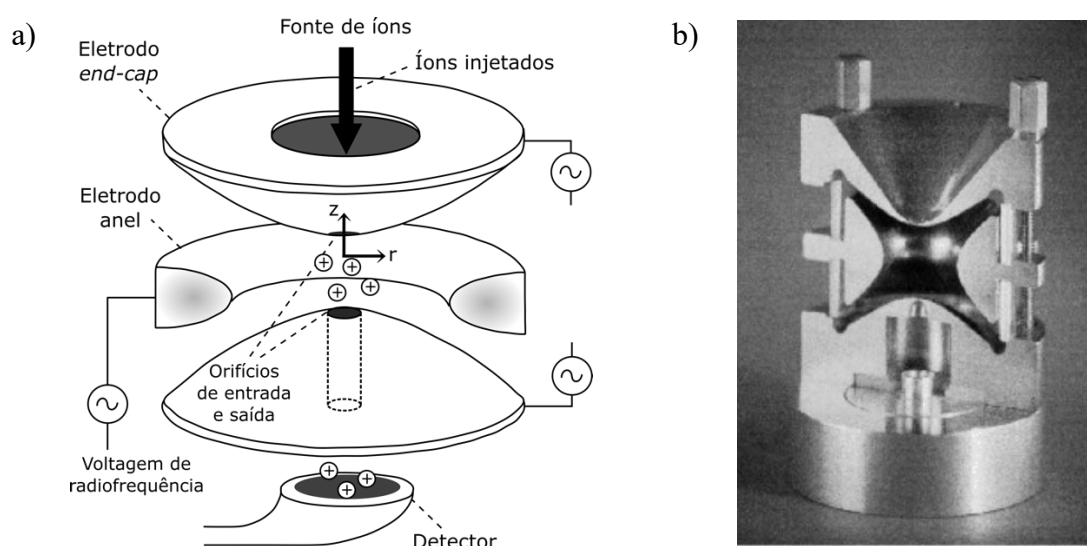 a)
Fonte de íons
Eletrodo
end-cap
Íons injetados
Eletrodo
anel
z
r
Orifícios
de entrada
e saída
Voltagem de
radiofrequência
Detector
b)